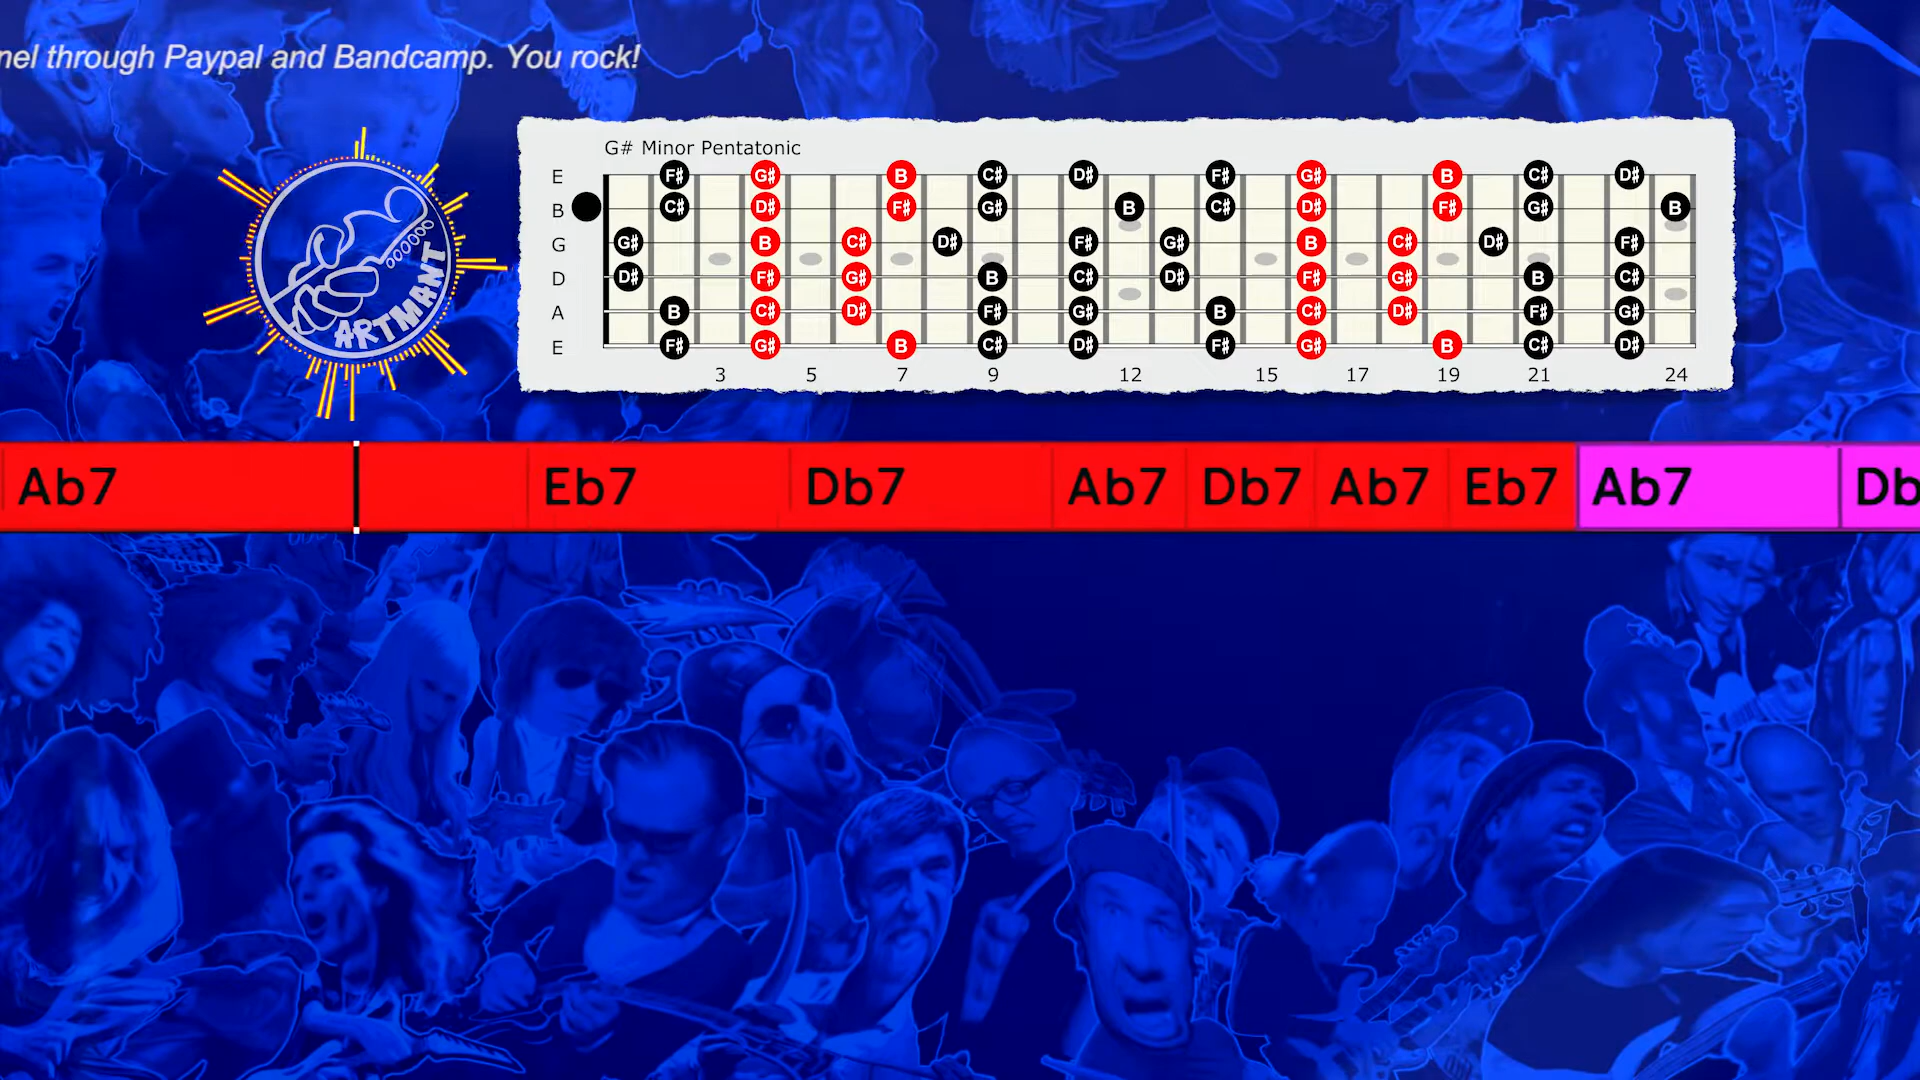 nel through Paypal and Bandcamp. You rock!
ARTMANT
G# Minor Pentatonic
E F# G# B C# D# F# G# B C# D#
B C# D# F# G# B C# D# F# G# B
G G# B C# D# F# G# B C# D# F#
D D# F# G# B C# D# F# G# B C#
A B C# D# F# G# B C# D# F# G#
E F# G# B C# D# F# G# B C# D#
3 5 7 9 12 15 17 19 21 24
Ab7 Eb7 Db7 Ab7 Db7 Ab7 Eb7 Ab7 Db